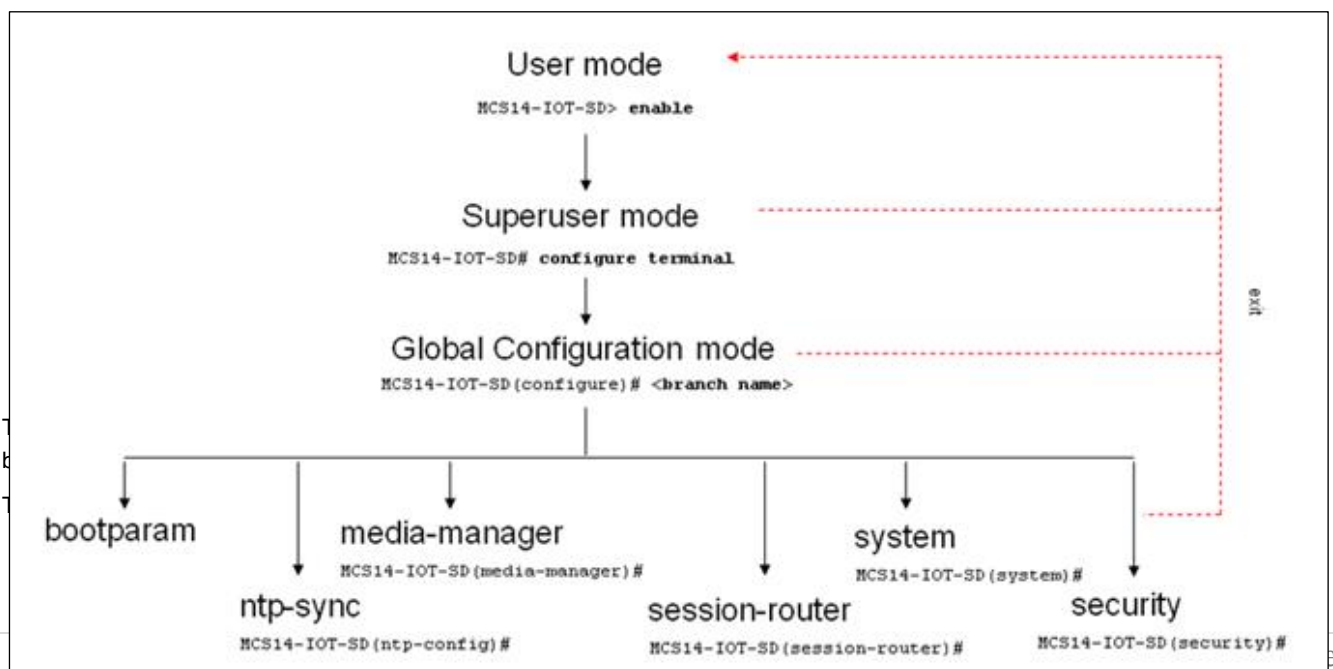 User mode
MCS14-IOT-SD> enable
Superuser mode
MCS14-IOT-SD# configure terminal
exit
Global Configuration mode
MCS14-IOT-SD(configure)# <branch name>
bootparam
media-manager
MCS14-IOT-SD(media-manager)#
system
MCS14-IOT-SD(system)#
ntp-sync
MCS14-IOT-SD(ntp-config)#
session-router
MCS14-IOT-SD(session-router)#
security
MCS14-IOT-SD(security)#